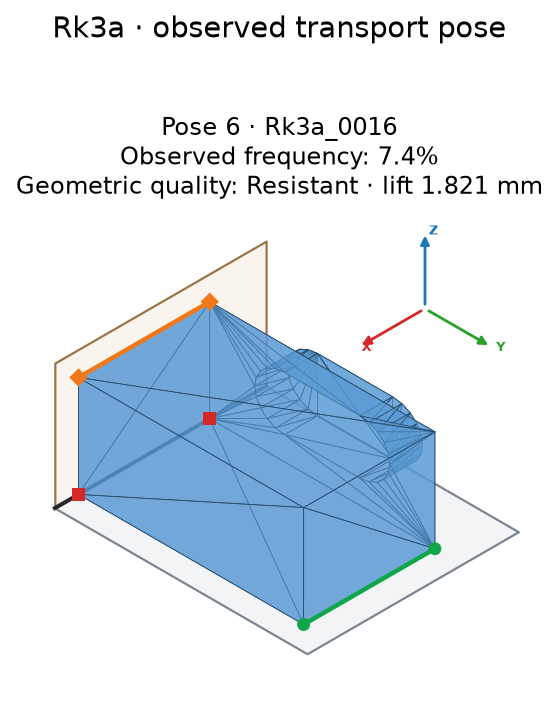 Rk3a · observed transport pose
Pose 6 · Rk3a_0016
Observed frequency: 7.4%
Geometric quality: Resistant · lift 1.821 mm
Z
X
Y